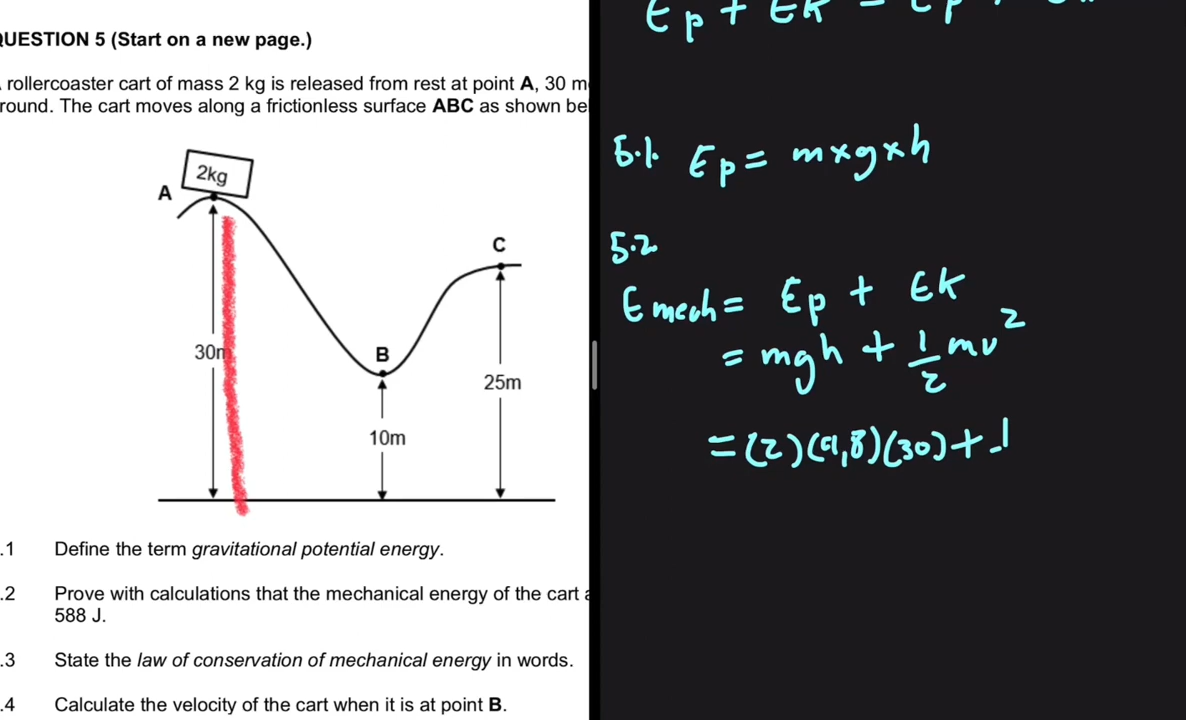 QUESTION 5 (Start on a new page.)
rollercoaster cart of mass 2 kg is released from rest at point A, 30 m
round. The cart moves along a frictionless surface ABC as shown be
2kg
A
C
B
30m
25m
10m
.1 Define the term gravitational potential energy.
.2 Prove with calculations that the mechanical energy of the cart a
588 J.
.3 State the law of conservation of mechanical energy in words.
.4 Calculate the velocity of the cart when it is at point B.
Ep + EK = Ep +
5.1. Ep = m×g×h
5.2
Emech = Ep + EK
= mgh + 1/2 mv²
= (2)(9,8)(30) + 1